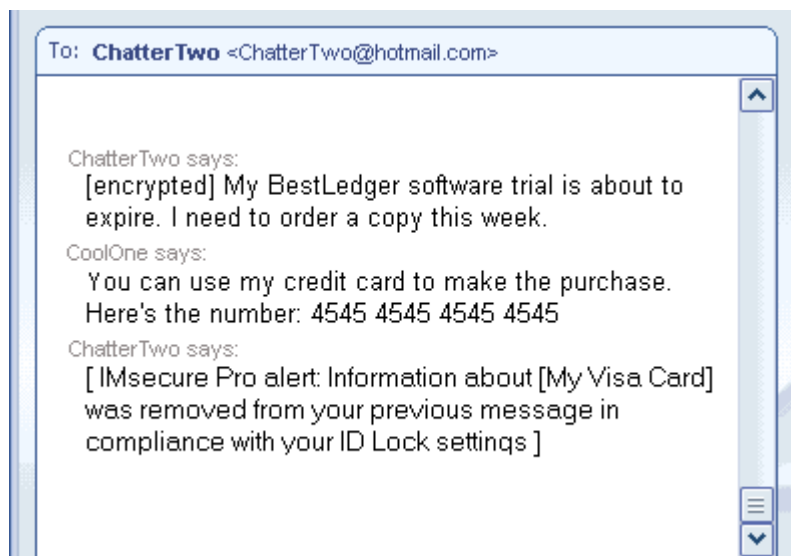 To: ChatterTwo <ChatterTwo@hotmail.com>
ChatterTwo says:
[encrypted] My BestLedger software trial is about to
expire. I need to order a copy this week.
CoolOne says:
You can use my credit card to make the purchase.
Here's the number: 4545 4545 4545 4545
ChatterTwo says:
[ IMsecure Pro alert: Information about [My Visa Card]
was removed from your previous message in
compliance with your ID Lock settings ]